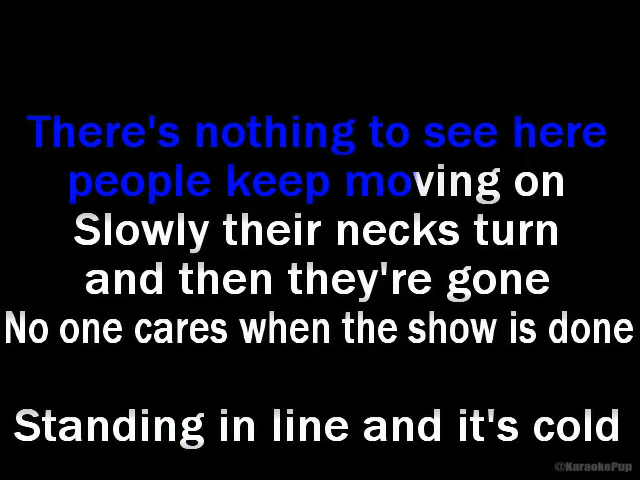 There's nothing to see here
people keep moving on
Slowly their necks turn
and then they're gone
No one cares when the show is done
Standing in line and it's cold
@KaraokePup